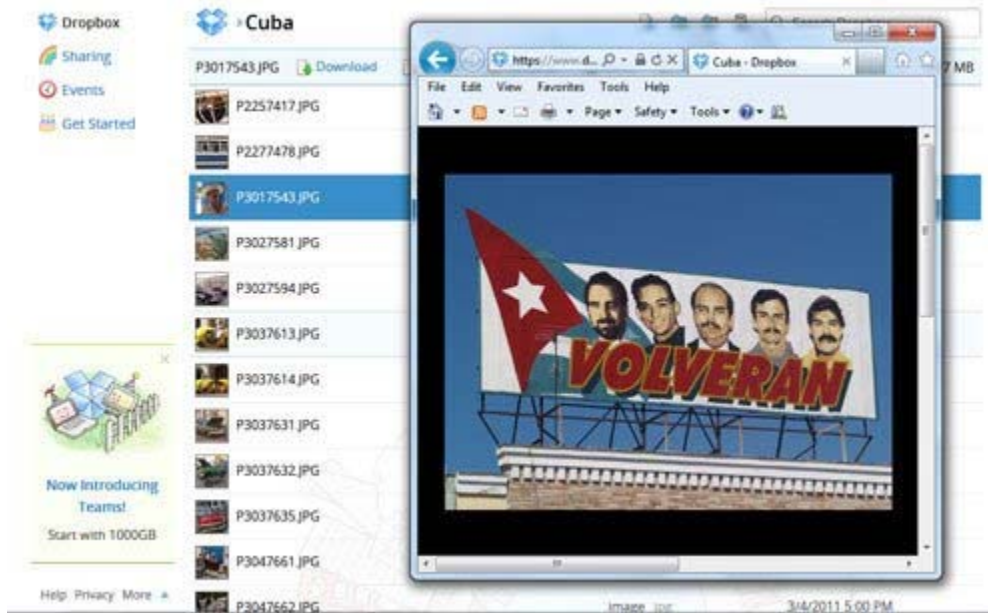 Dropbox
Sharing
Events
Get Started
Cuba
P3017543.JPG Download
7 MB
P2257417.JPG
P2277478.JPG
P3017543.JPG
P3027581.JPG
P3027594.JPG
P3037613.JPG
P3037614.JPG
P3037631.JPG
P3037632.JPG
P3037635.JPG
P3047661.JPG
P3047662.JPG
3/4/2011 5:00 PM
Now Introducing
Teams!
Start with 1000GB
Help Privacy More
https://www.d...
Cuba - Dropbox
File Edit View Favorites Tools Help
Page Safety Tools
VOLVERAN